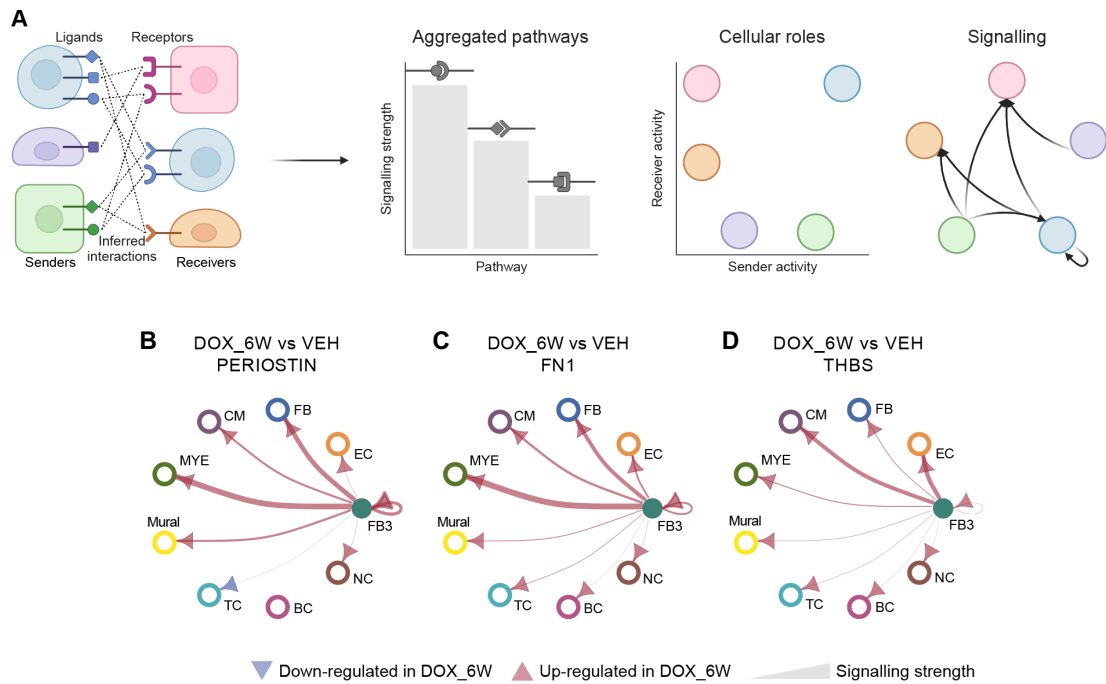 A
Ligands
Receptors
Senders
Inferred
interactions
Receivers
Aggregated pathways
Signalling strength
Pathway
Cellular roles
Receiver activity
Sender activity
Signalling
B
DOX_6W vs VEH
PERIOSTIN
CM
FB
EC
MYE
Mural
FB3
NC
TC
BC
C
DOX_6W vs VEH
FN1
CM
FB
EC
MYE
Mural
FB3
NC
TC
BC
D
DOX_6W vs VEH
THBS
CM
FB
EC
MYE
Mural
FB3
NC
TC
BC
Down-regulated in DOX_6W
Up-regulated in DOX_6W
Signalling strength